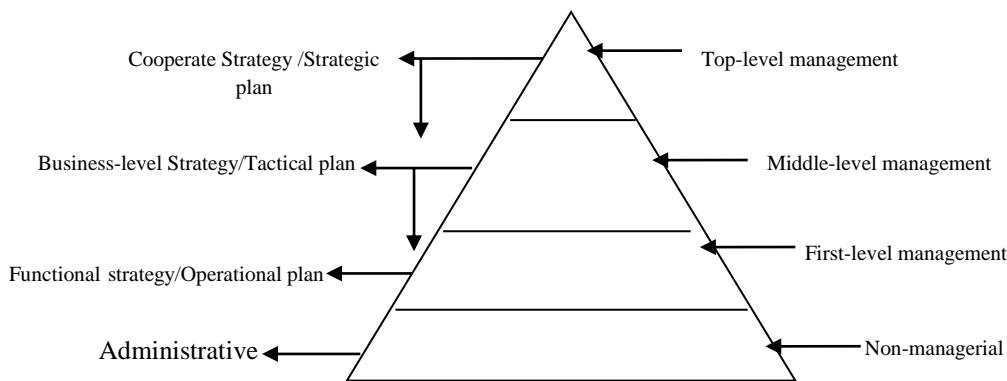 Cooperate Strategy /Strategic
plan
Top-level management
Business-level Strategy/Tactical plan
Middle-level management
Functional strategy/Operational plan
First-level management
Administrative
Non-managerial